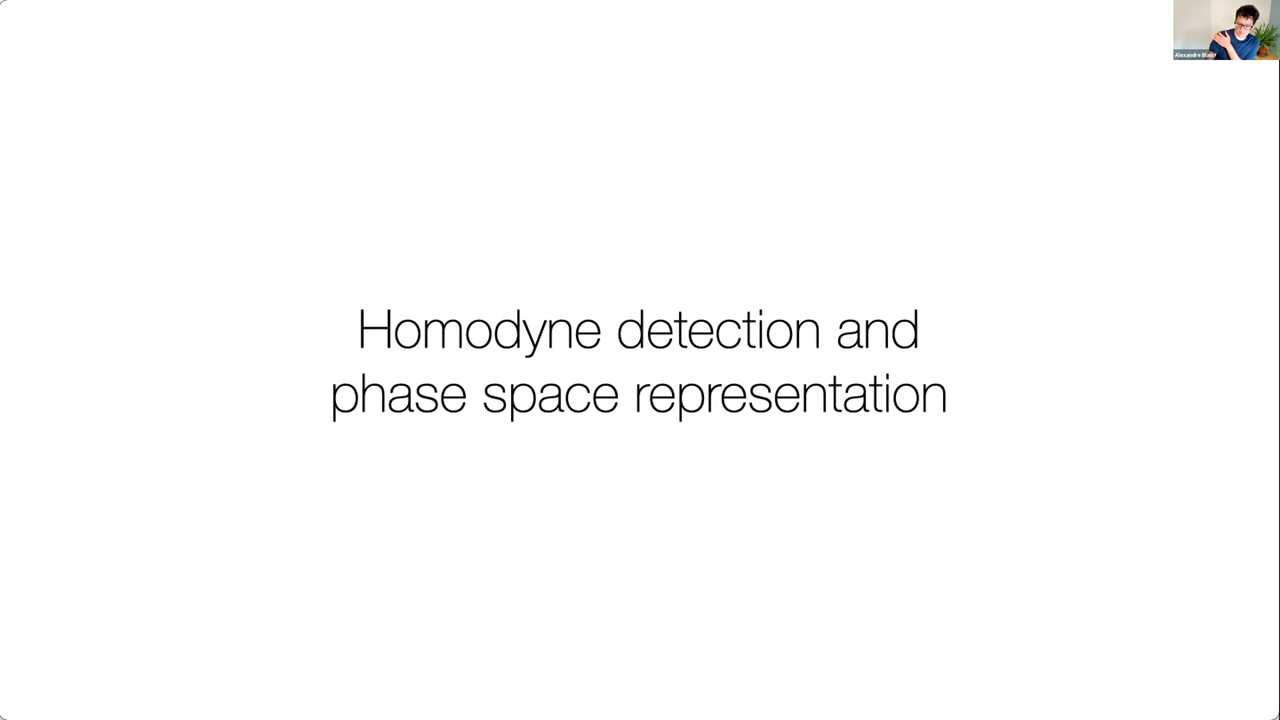 Homodyne detection and
phase space representation